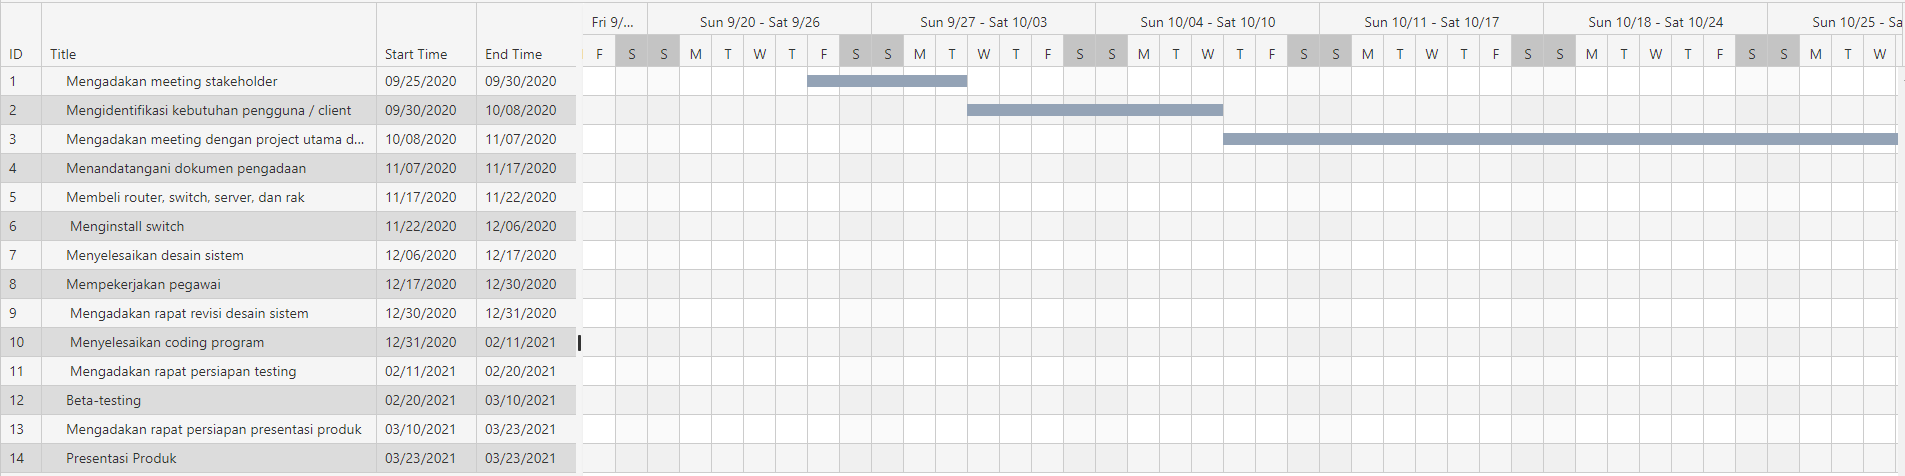 Fri 9/... Sun 9/20 - Sat 9/26 Sun 9/27 - Sat 10/03 Sun 10/04 - Sat 10/10 Sun 10/11 - Sat 10/17 Sun 10/18 - Sat 10/24 Sun 10/25 - Sa
ID Title Start Time End Time F S S M T W T F S S M T W T F S S M T W T F S S M T W T F S S M T W T F S S M T W
1 Mengadakan meeting stakeholder 09/25/2020 09/30/2020
2 Mengidentifikasi kebutuhan pengguna / client 09/30/2020 10/08/2020
3 Mengadakan meeting dengan project utama d... 10/08/2020 11/07/2020
4 Menandatangani dokumen pengadaan 11/07/2020 11/17/2020
5 Membeli router, switch, server, dan rak 11/17/2020 11/22/2020
6 Menginstall switch 11/22/2020 12/06/2020
7 Menyelesaikan desain sistem 12/06/2020 12/17/2020
8 Mempekerjakan pegawai 12/17/2020 12/30/2020
9 Mengadakan rapat revisi desain sistem 12/30/2020 12/31/2020
10 Menyelesaikan coding program 12/31/2020 02/11/2021
11 Mengadakan rapat persiapan testing 02/11/2021 02/20/2021
12 Beta-testing 02/20/2021 03/10/2021
13 Mengadakan rapat persiapan presentasi produk 03/10/2021 03/23/2021
14 Presentasi Produk 03/23/2021 03/23/2021